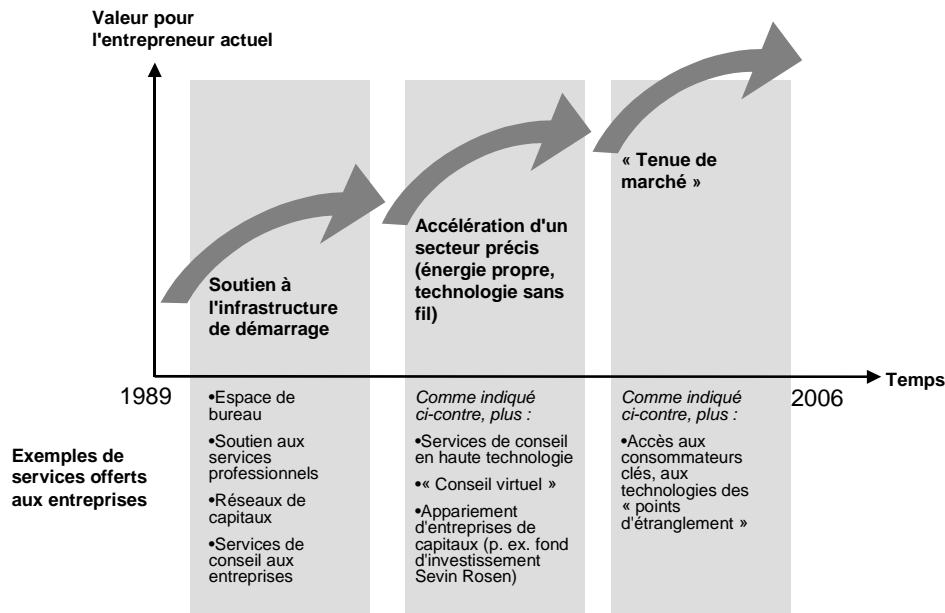 Valeur pour
l'entrepreneur actuel
« Tenue de
marché »
Accélération d'un
secteur précis
(énergie propre,
technologie sans
fil)
Soutien à
l'infrastructure
de démarrage
Temps
1989
2006
Exemples de
services offerts
aux entreprises
•Espace de
bureau
•Soutien aux
services
professionnels
•Réseaux de
capitaux
•Services de
conseil aux
entreprises
Comme indiqué
ci-contre, plus :
•Services de conseil
en haute technologie
•« Conseil virtuel »
•Appariement
d'entreprises de
capitaux (p. ex. fond
d'investissement
Sevin Rosen)
Comme indiqué
ci-contre, plus :
•Accès aux
consommateurs
clés, aux
technologies des
« points
d'étranglement »